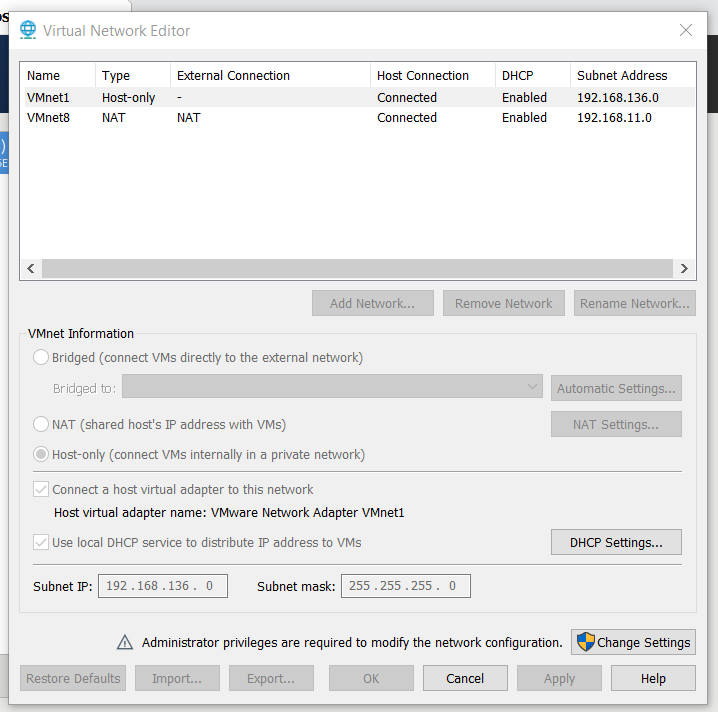 Virtual Network Editor
Name Type External Connection Host Connection DHCP Subnet Address
VMnet1 Host-only - Connected Enabled 192.168.136.0
VMnet8 NAT NAT Connected Enabled 192.168.11.0
Add Network... Remove Network Rename Network...
VMnet Information
Bridged (connect VMs directly to the external network)
Bridged to: Automatic Settings...
NAT (shared host's IP address with VMs) NAT Settings...
Host-only (connect VMs internally in a private network)
Connect a host virtual adapter to this network
Host virtual adapter name: VMware Network Adapter VMnet1
Use local DHCP service to distribute IP address to VMs DHCP Settings...
Subnet IP: 192 . 168 . 136 . 0 Subnet mask: 255 . 255 . 255 . 0
Administrator privileges are required to modify the network configuration. Change Settings
Restore Defaults Import... Export... OK Cancel Apply Help